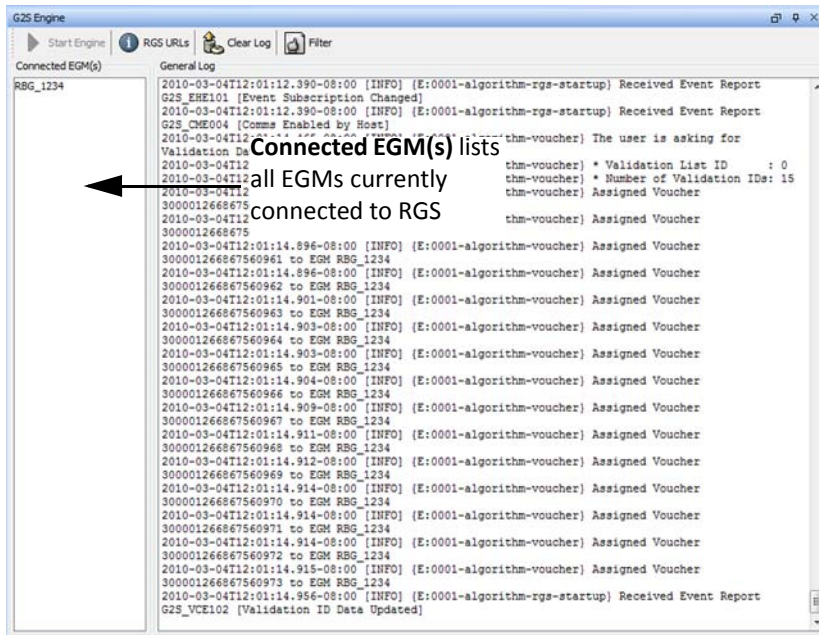 G2S Engine
Start Engine RGS URLs Clear Log Filter
Connected EGM(s) General Log
RBG_1234
2010-03-04T12:01:12.390-08:00 [INFO] {E:0001-algorithm-rgs-startup} Received Event Report
G2S_EHE101 [Event Subscription Changed]
2010-03-04T12:01:12.390-08:00 [INFO] {E:0001-algorithm-rgs-startup} Received Event Report
G2S_CME004 [Comms Enabled by Host]
2010-03-04T12 thm-voucher} The user is asking for
Validation Da
2010-03-04T12 thm-voucher} * Validation List ID : 0
2010-03-04T12 thm-voucher} * Number of Validation IDs: 15
2010-03-04T12 thm-voucher} Assigned Voucher
3000012668675
2010-03-04T12 thm-voucher} Assigned Voucher
3000012668675
Connected EGM(s) lists
all EGMs currently
connected to RGS
2010-03-04T12:01:14.896-08:00 [INFO] {E:0001-algorithm-voucher} Assigned Voucher
300001266867560961 to EGM RBG_1234
2010-03-04T12:01:14.896-08:00 [INFO] {E:0001-algorithm-voucher} Assigned Voucher
300001266867560962 to EGM RBG_1234
2010-03-04T12:01:14.901-08:00 [INFO] {E:0001-algorithm-voucher} Assigned Voucher
300001266867560963 to EGM RBG_1234
2010-03-04T12:01:14.903-08:00 [INFO] {E:0001-algorithm-voucher} Assigned Voucher
300001266867560964 to EGM RBG_1234
2010-03-04T12:01:14.903-08:00 [INFO] {E:0001-algorithm-voucher} Assigned Voucher
300001266867560965 to EGM RBG_1234
2010-03-04T12:01:14.904-08:00 [INFO] {E:0001-algorithm-voucher} Assigned Voucher
300001266867560966 to EGM RBG_1234
2010-03-04T12:01:14.909-08:00 [INFO] {E:0001-algorithm-voucher} Assigned Voucher
300001266867560967 to EGM RBG_1234
2010-03-04T12:01:14.911-08:00 [INFO] {E:0001-algorithm-voucher} Assigned Voucher
300001266867560968 to EGM RBG_1234
2010-03-04T12:01:14.912-08:00 [INFO] {E:0001-algorithm-voucher} Assigned Voucher
300001266867560969 to EGM RBG_1234
2010-03-04T12:01:14.914-08:00 [INFO] {E:0001-algorithm-voucher} Assigned Voucher
300001266867560970 to EGM RBG_1234
2010-03-04T12:01:14.914-08:00 [INFO] {E:0001-algorithm-voucher} Assigned Voucher
300001266867560971 to EGM RBG_1234
2010-03-04T12:01:14.914-08:00 [INFO] {E:0001-algorithm-voucher} Assigned Voucher
300001266867560972 to EGM RBG_1234
2010-03-04T12:01:14.915-08:00 [INFO] {E:0001-algorithm-voucher} Assigned Voucher
300001266867560973 to EGM RBG_1234
2010-03-04T12:01:14.956-08:00 [INFO] {E:0001-algorithm-rgs-startup} Received Event Report
G2S_VCE102 [Validation ID Data Updated]